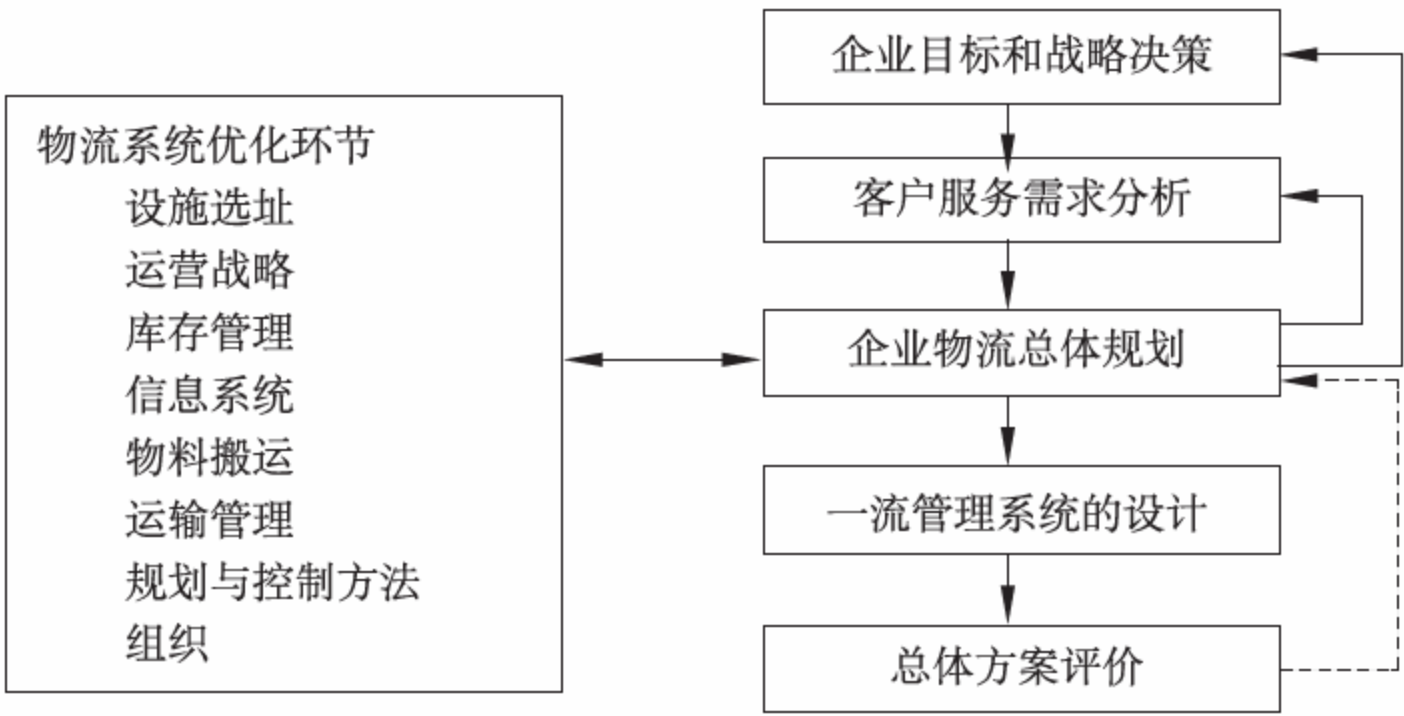 物流系统优化环节
设施选址
运营战略
库存管理
信息系统
物料搬运
运输管理
规划与控制方法
组织
企业目标和战略决策
客户服务需求分析
企业物流总体规划
一流管理系统的设计
总体方案评价